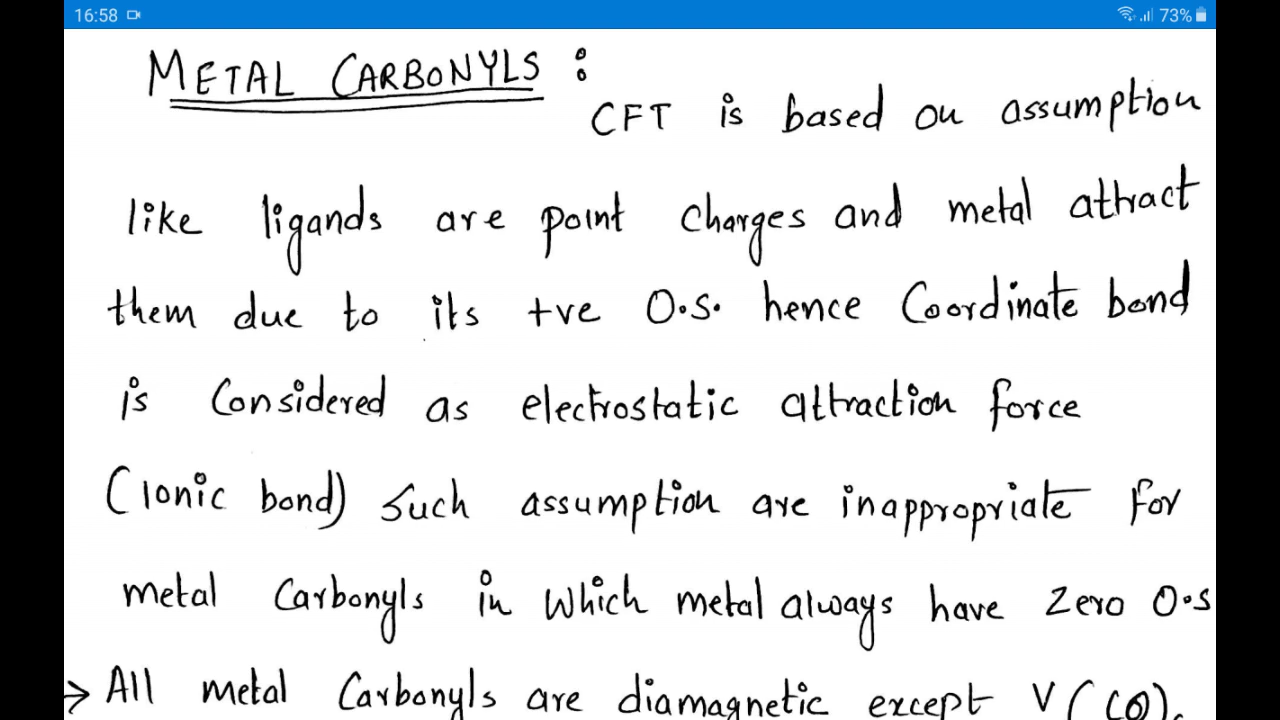 16:58
73%
METAL CARBONYLS :
CFT is based on assumption
like ligands are point charges and metal attract
them due to its +ve O.S. hence Coordinate bond
is Considered as electrostatic attraction force
(Ionic bond) Such assumption are inappropriate for
metal Carbonyls in which metal always have Zero O.S
→ All metal Carbonyls are diamagnetic except V(CO)